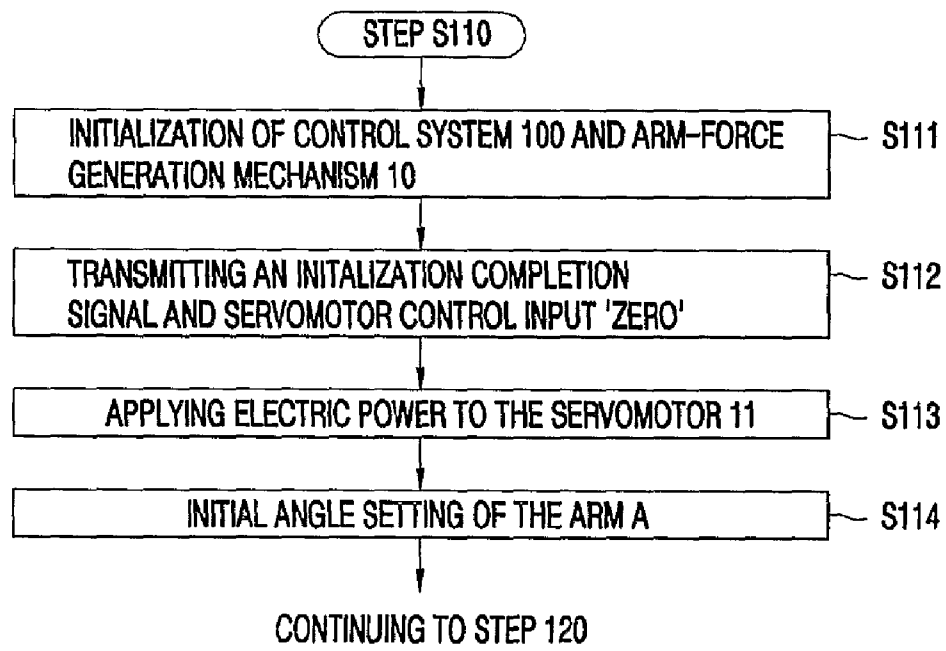 STEP S110
INITIALIZATION OF CONTROL SYSTEM 100 AND ARM-FORCE
GENERATION MECHANISM 10
S111
TRANSMITTING AN INITALIZATION COMPLETION
SIGNAL AND SERVOMOTOR CONTROL INPUT 'ZERO'
S112
APPLYING ELECTRIC POWER TO THE SERVOMOTOR 11
S113
INITIAL ANGLE SETTING OF THE ARM A
S114
CONTINUING TO STEP 120